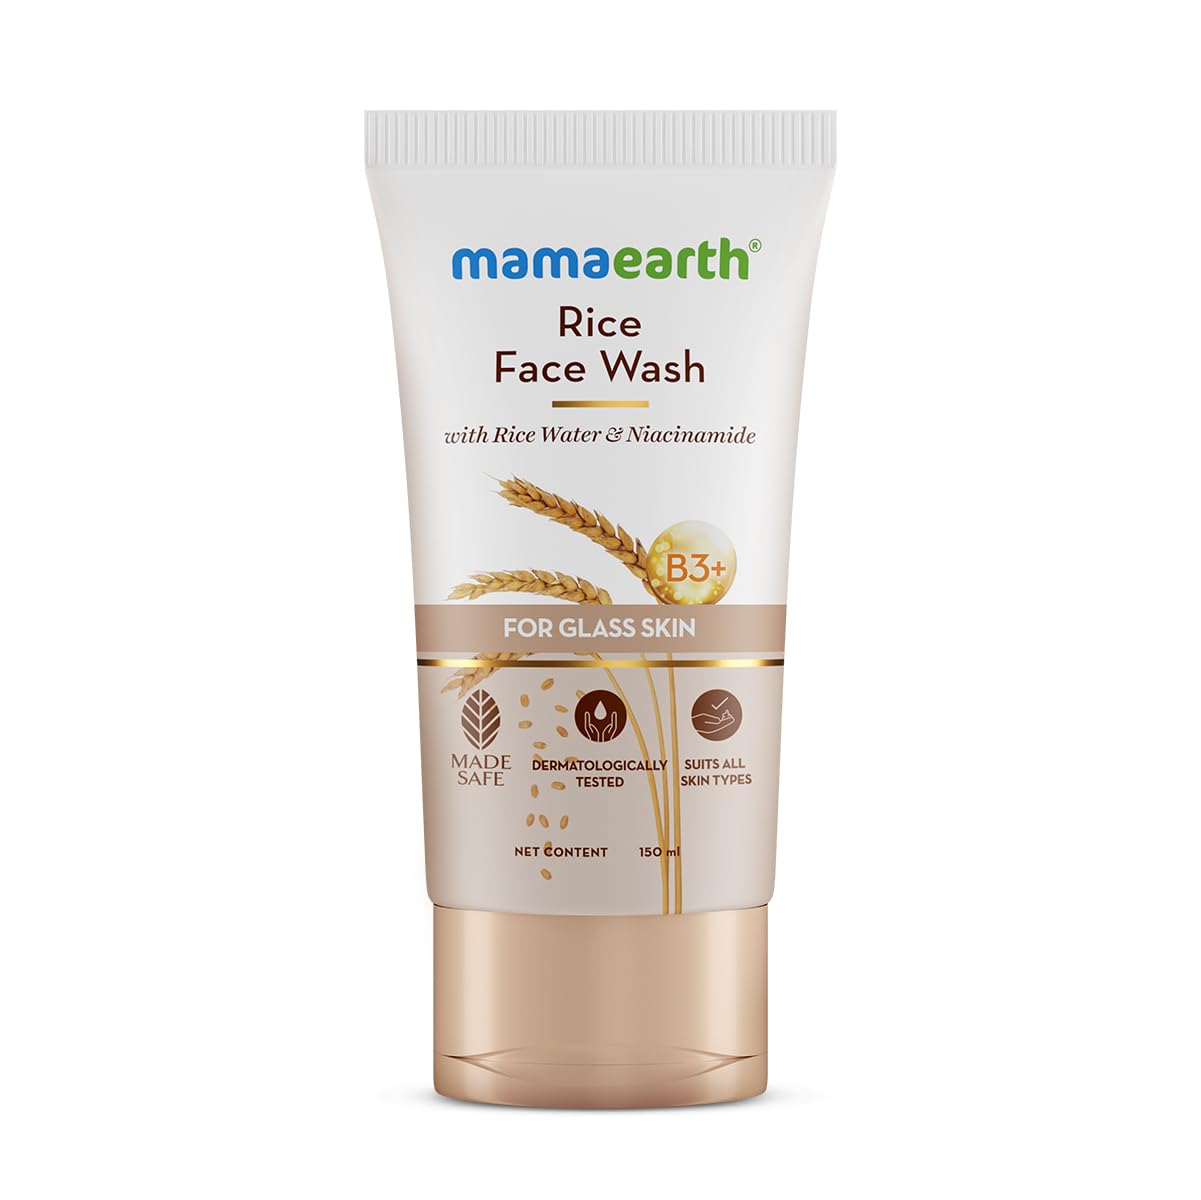 mamaearth®
Rice
Face Wash
with Rice Water & Niacinamide
B3+
FOR GLASS SKIN
MADE
SAFE
DERMATOLOGICALLY
TESTED
SUITS ALL
SKIN TYPES
NET CONTENT 150 ml